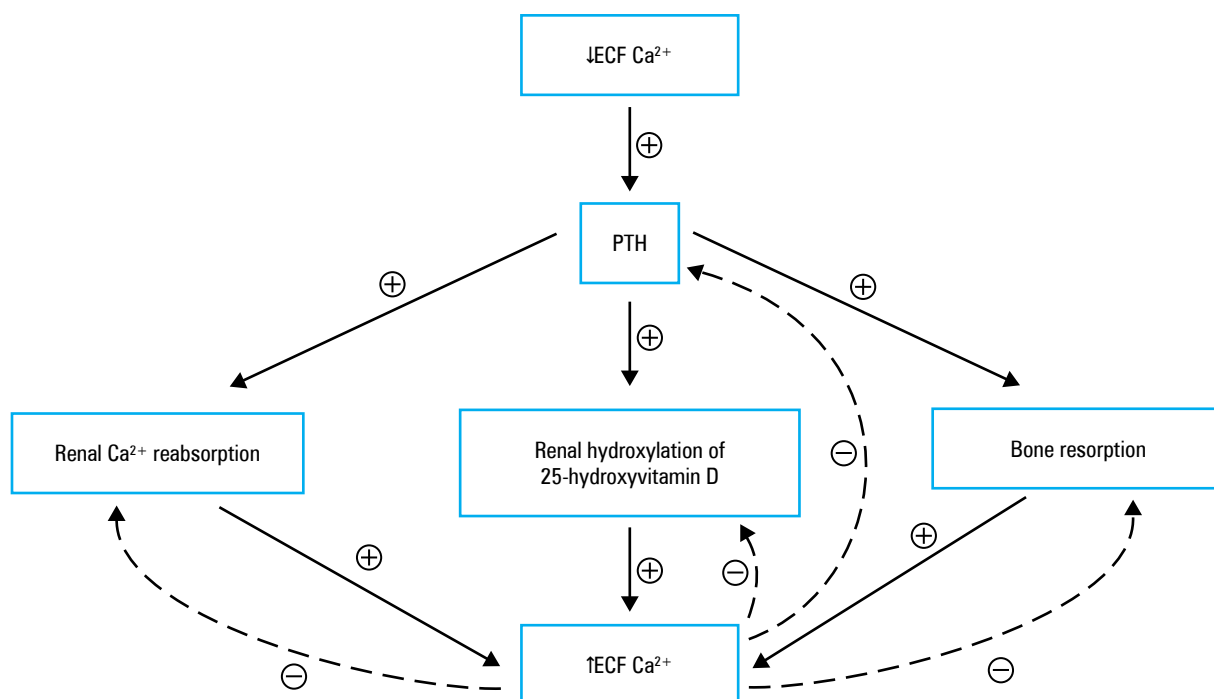 ↓ECF Ca²⁺
⊕
PTH
⊕
⊕
⊕
Renal Ca²⁺ reabsorption
Renal hydroxylation of
25-hydroxyvitamin D
Bone resorption
⊖
⊕
⊕
⊖
⊕
↑ECF Ca²⁺
⊖
⊖